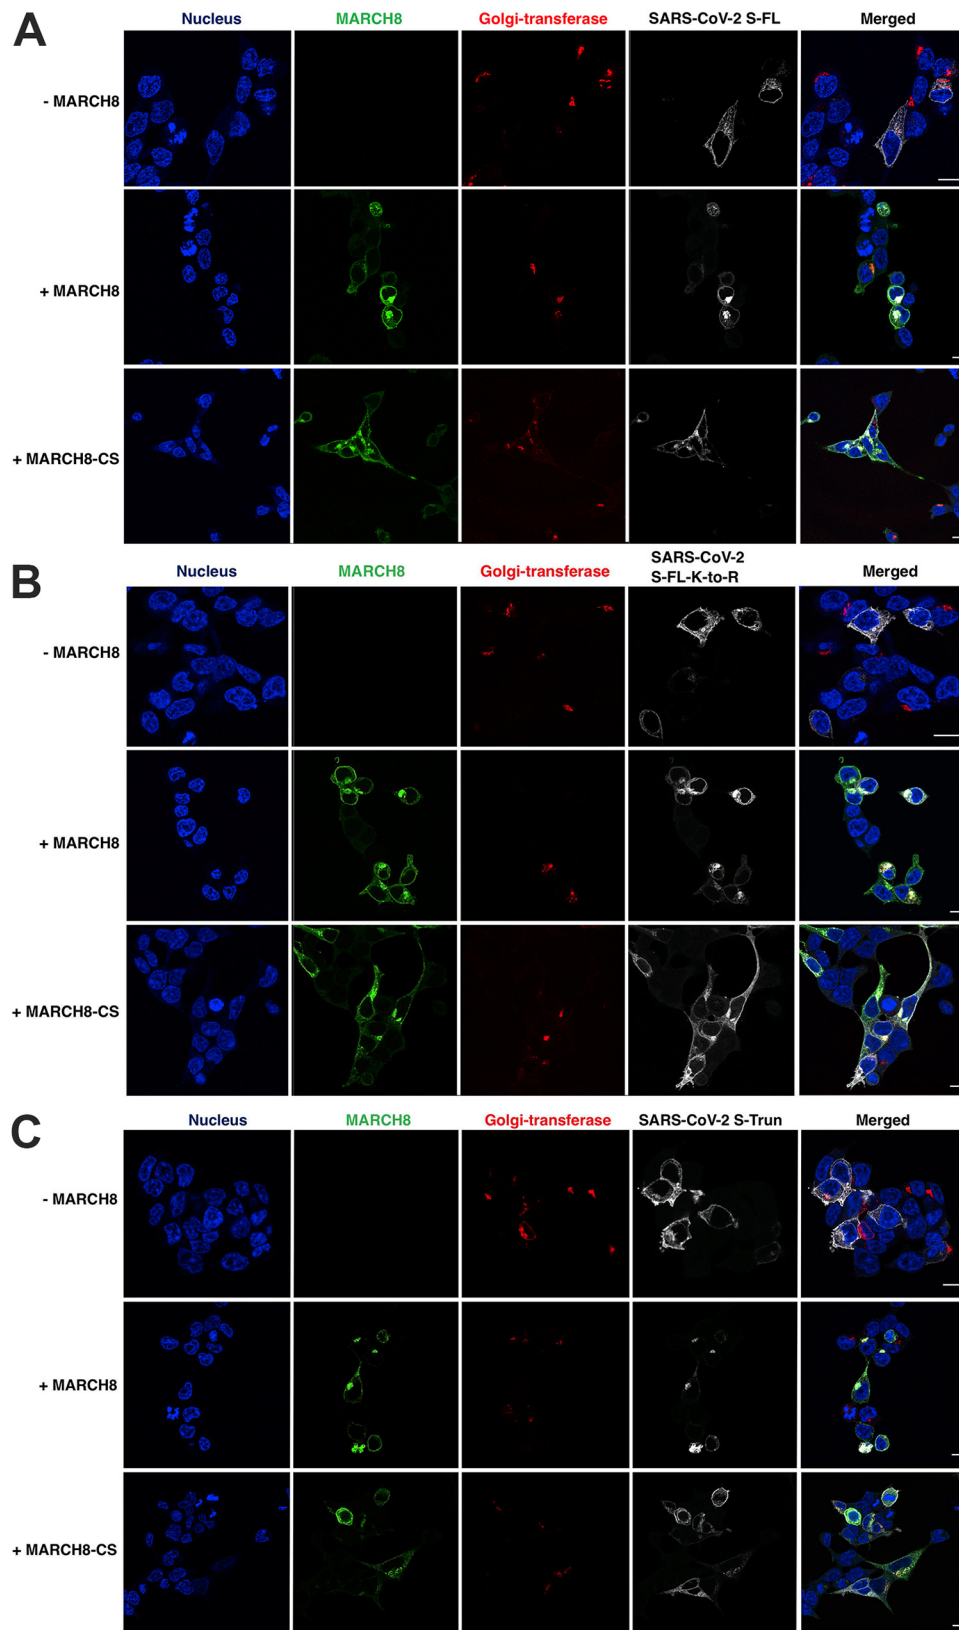 A
Nucleus MARCH8 Golgi-transferase SARS-CoV-2 S-FL Merged
- MARCH8
+ MARCH8
+ MARCH8-CS
B
Nucleus MARCH8 Golgi-transferase SARS-CoV-2 S-FL-K-to-R Merged
- MARCH8
+ MARCH8
+ MARCH8-CS
C
Nucleus MARCH8 Golgi-transferase SARS-CoV-2 S-Trun Merged
- MARCH8
+ MARCH8
+ MARCH8-CS